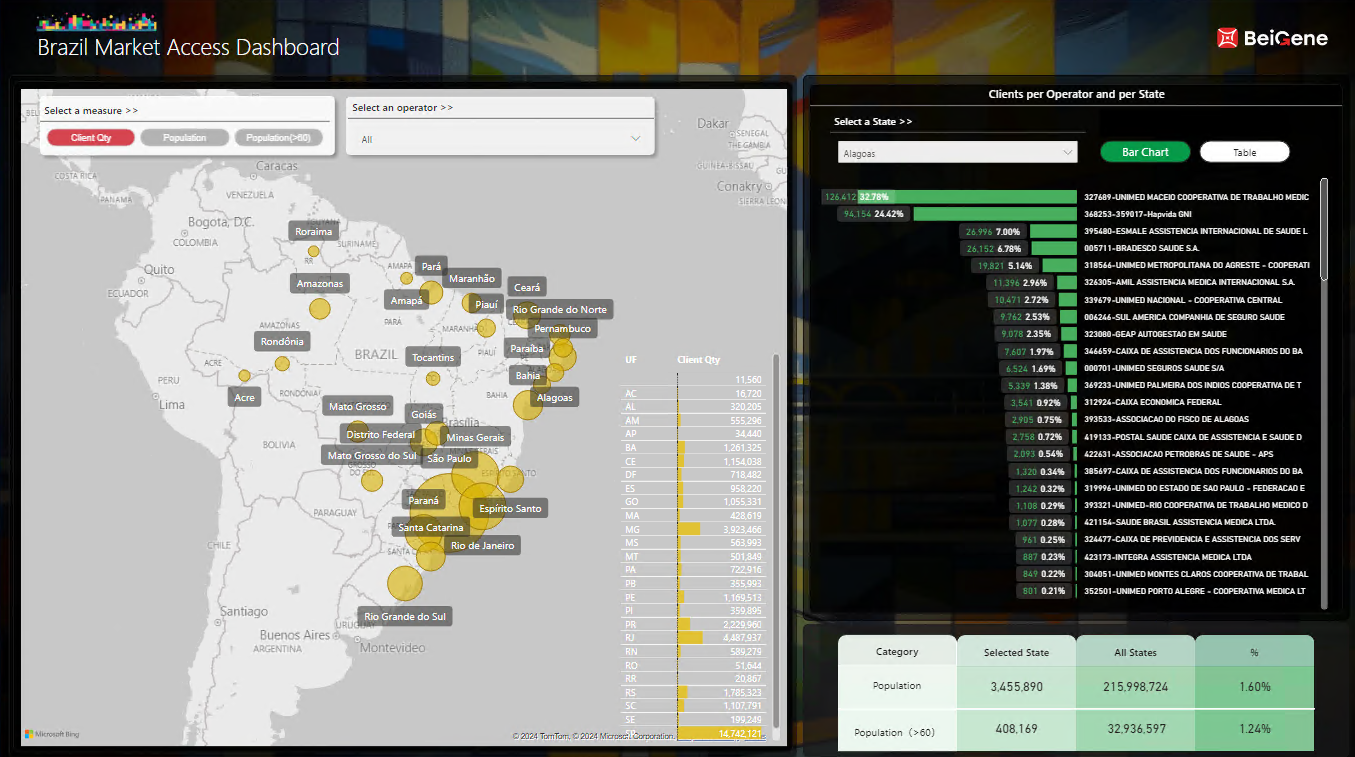 Brazil Market Access Dashboard
BeiGene
Select a measure >>
Client Qty
Population
Population(>60)
Select an operator >>
All
COSTA RICA
PANAMA
Caracas
VENEZUELA
Bogota, D.C.
COLOMBIA
SURINAME
Quito
ECUADOR
Dakar
SENEGAL
THE GAMBIA
GUINEA-BISSAU
Conakry
SIERRA LEON
Roraima
RR
Amazonas
AMAPA
Pará
Maranhão
Ceará
Amapá
Piauí
Rio Grande do Norte
Pernambuco
PARÁ
MARANHÃO
AMAZONAS
Rondônia
BRAZIL
Tocantins
PIAUÍ
Paraíba
ACRE
TO
Bahia
PERU
RONDÔNIA
Acre
BAHIA
Alagoas
Lima
Mato Grosso
Goiás
Brasília
Distrito Federal
Minas Gerais
BOLIVIA
Mato Grosso do Sul
São Paulo
Paraná
Espírito Santo
PARAGUAY
Santa Catarina
CHILE
Rio de Janeiro
Rio Grande do Sul
Santiago
URUGUAY
Buenos Aires
ARGENTINA
Montevideo
Microsoft Bing
© 2024 TomTom, © 2024 Microsoft Corporation,
UF Client Qty
11,560
AC 16,720
AL 320,205
AM 555,296
AP 34,440
BA 1,261,325
CE 1,154,038
DF 718,482
ES 958,220
GO 1,055,331
MA 428,619
MG 3,923,466
MS 563,993
MT 501,849
PA 722,916
PB 355,993
PE 1,169,513
PI 359,895
PR 2,229,960
RJ 4,487,937
RN 589,279
RO 51,644
RR 20,867
RS 1,785,323
SC 1,107,791
SE 199,249
14,742,121
Clients per Operator and per State
Select a State >>
Alagoas
Bar Chart
Table
126,412 32.78% 327689-UNIMED MACEIO COOPERATIVA DE TRABALHO MEDIC
94,154 24.42% 368253-359017-Hapvida GNI
26,996 7.00% 395480-ESMALE ASSISTENCIA INTERNACIONAL DE SAUDE L
26,152 6.78% 005711-BRADESCO SAUDE S.A.
19,821 5.14% 318566-UNIMED METROPOLITANA DO AGRESTE - COOPERATI
11,396 2.96% 326305-AMIL ASSISTENCIA MEDICA INTERNACIONAL S.A.
10,471 2.72% 339679-UNIMED NACIONAL - COOPERATIVA CENTRAL
9,762 2.53% 006246-SUL AMERICA COMPANHIA DE SEGURO SAUDE
9,078 2.35% 323080-GEAP AUTOGESTAO EM SAUDE
7,607 1.97% 346659-CAIXA DE ASSISTENCIA DOS FUNCIONARIOS DO BA
6,524 1.69% 000701-UNIMED SEGUROS SAUDE S/A
5,339 1.38% 369233-UNIMED PALMEIRA DOS INDIOS COOPERATIVA DE T
3,541 0.92% 312924-CAIXA ECONOMICA FEDERAL
2,905 0.75% 393533-ASSOCIACAO DO FISCO DE ALAGOAS
2,758 0.72% 419133-POSTAL SAUDE CAIXA DE ASSISTENCIA E SAUDE D
2,093 0.54% 422631-ASSOCIACAO PETROBRAS DE SAUDE - APS
1,320 0.34% 385697-CAIXA DE ASSISTENCIA DOS FUNCIONARIOS DO BA
1,242 0.32% 319996-UNIMED DO ESTADO DE SAO PAULO - FEDERACAO E
1,108 0.29% 393321-UNIMED-RIO COOPERATIVA DE TRABALHO MEDICO D
1,077 0.28% 421154-SAUDE BRASIL ASSISTENCIA MEDICA LTDA.
961 0.25% 324477-CAIXA DE PREVIDENCIA E ASSISTENCIA DOS SERV
887 0.23% 423173-INTEGRA ASSISTENCIA MEDICA LTDA
849 0.22% 304051-UNIMED MONTES CLAROS COOPERATIVA DE TRABAL
801 0.21% 352501-UNIMED PORTO ALEGRE - COOPERATIVA MEDICA LT
Category Selected State All States %
Population 3,455,890 215,998,724 1.60%
Population (>60) 408,169 32,936,597 1.24%